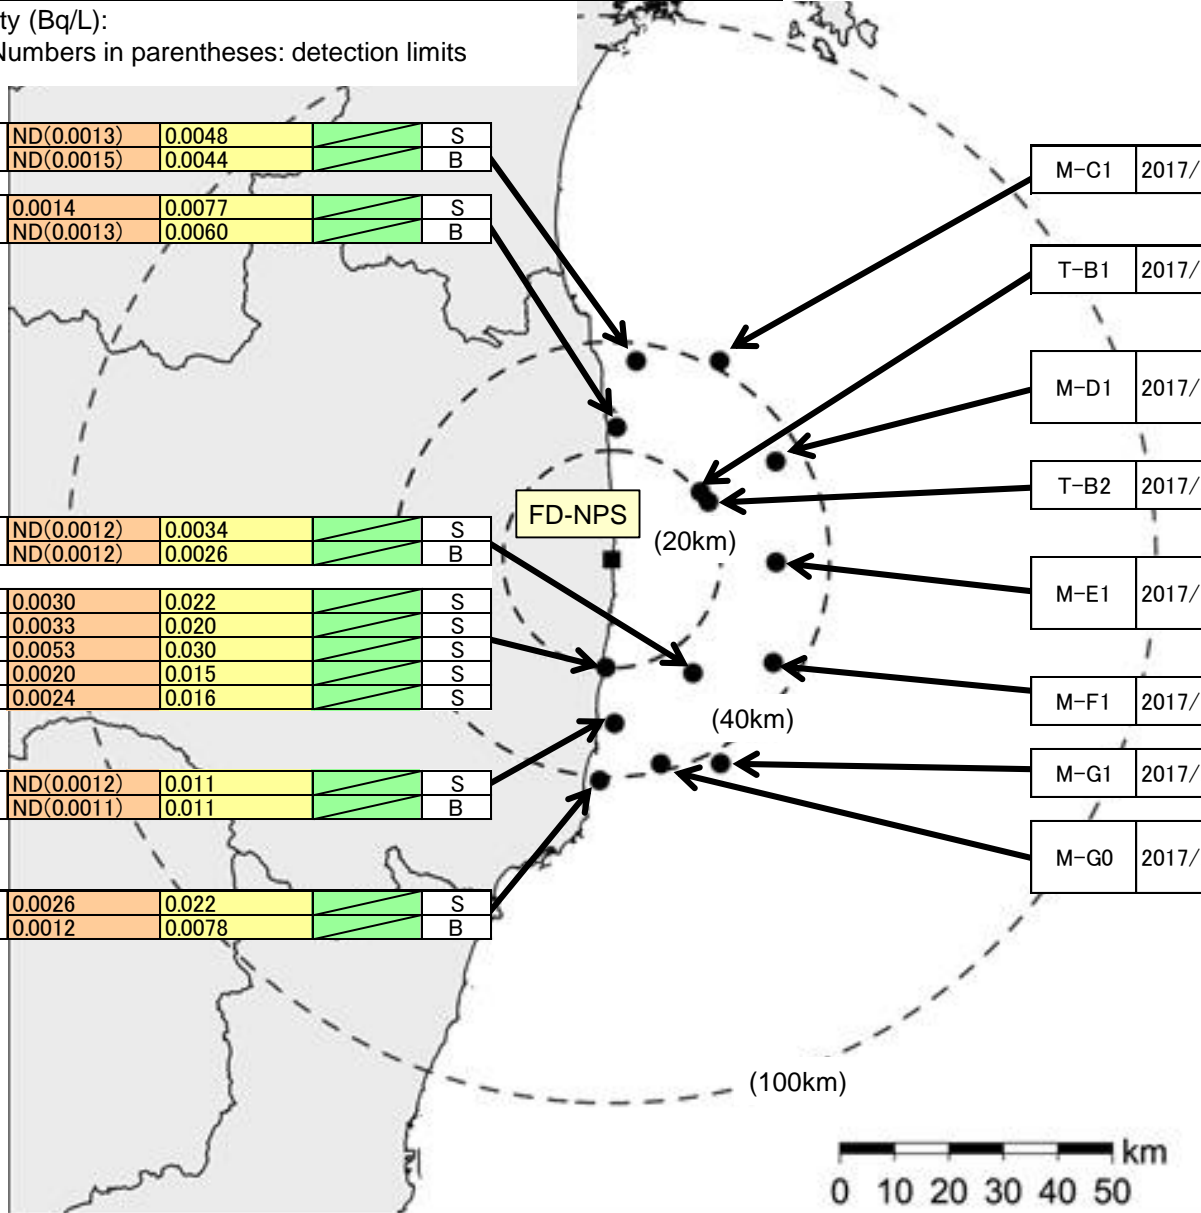 ty (Bq/L):
Numbers in parentheses: detection limits
ND(0.0013) 0.0048 S
ND(0.0015) 0.0044 B
0.0014 0.0077 S
ND(0.0013) 0.0060 B
ND(0.0012) 0.0034 S
ND(0.0012) 0.0026 B
0.0030 0.022 S
0.0033 0.020 S
0.0053 0.030 S
0.0020 0.015 S
0.0024 0.016 S
ND(0.0012) 0.011 S
ND(0.0011) 0.011 B
0.0026 0.022 S
0.0012 0.0078 B
FD-NPS
(20km)
(40km)
(100km)
M-C1 2017/
T-B1 2017/
M-D1 2017/
T-B2 2017/
M-E1 2017/
M-F1 2017/
M-G1 2017/
M-G0 2017/
km
0 10 20 30 40 50